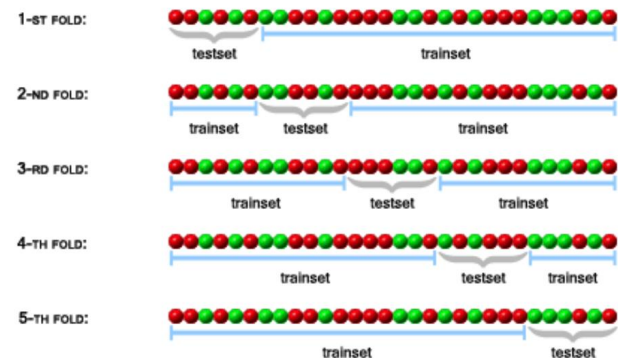 1-ST FOLD:
testset trainset
2-ND FOLD:
trainset testset trainset
3-RD FOLD:
trainset testset trainset
4-TH FOLD:
trainset testset trainset
5-TH FOLD:
trainset testset